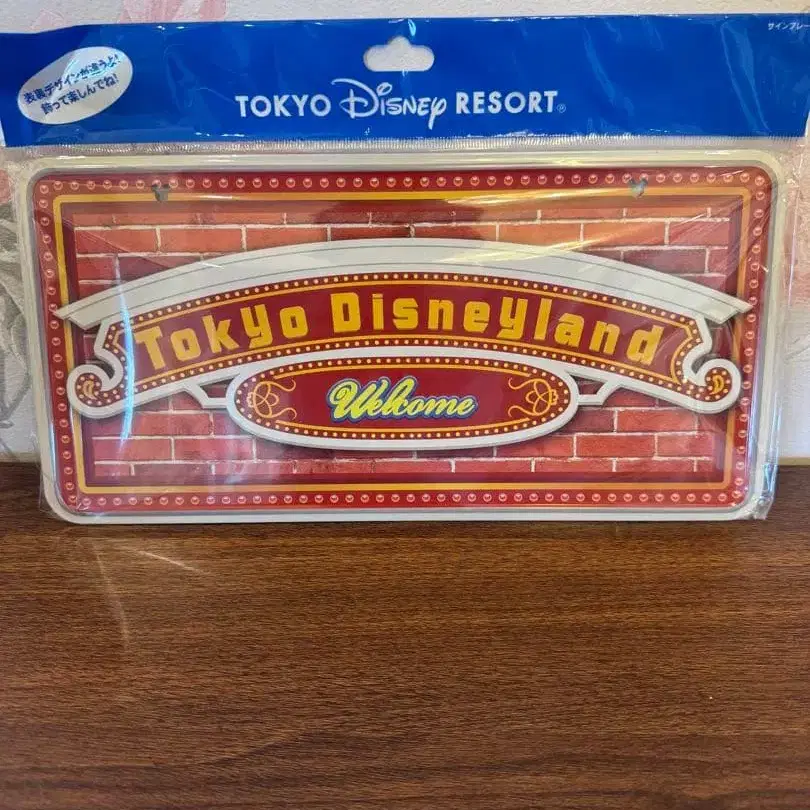 サインプレー
表裏デザインが違うよ!
飾って楽しんでね!
TOKYO Disney RESORT®
Tokyo Disneyland
Welcome